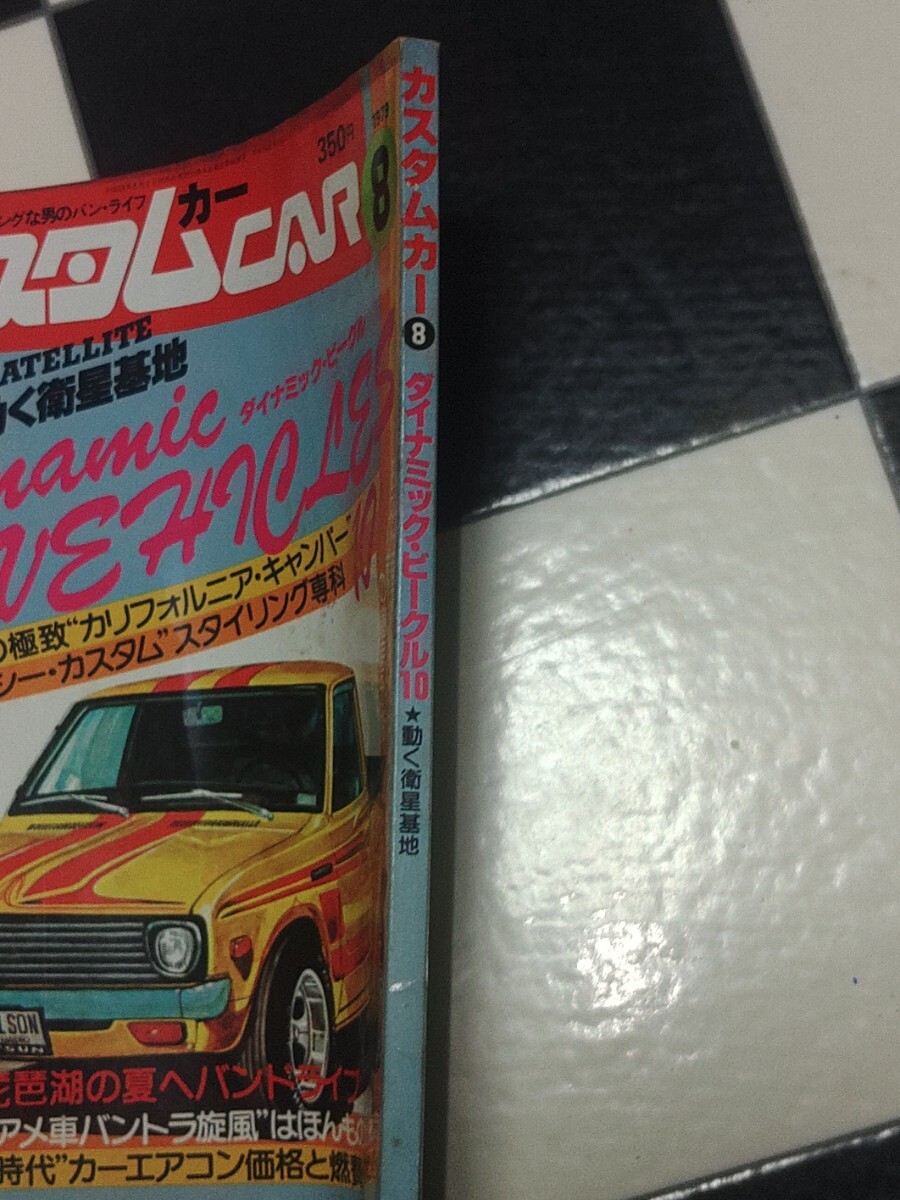 350円
1979
8
ングな男のバン・ライフ
スタムカー
CAR
ATELLITE
動く衛星基地
namic
ダイナミック・ビークル
VEHICLE
の極致“カリフォルニア・キャンパー”
シー・カスタム”スタイリング専科
LSON
SUN
琵琶湖の夏へバンドライブ
アメ車バントラ旋風”はほんもの
時代”カーエアコン価格と燃費
カスタムカー8 ダイナミック・ビークル10 ★動く衛星基地